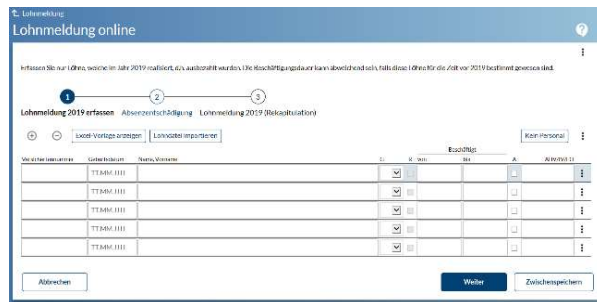 Lohnmeldung
Lohnmeldung online
Erfassen Sie nur Löhne, welche im Jahr 2019 realisiert, d.h. ausbezahlt wurden. Die Beschäftigungsdauer kann abweichend sein, falls diese Löhne für die Zeit vor 2019 bestimmt gewesen sind.
1 2 3
Lohnmeldung 2019 erfassen Absenzentschädigung Lohnmeldung 2019 (Rekapitulation)
Excel-Vorlage anzeigen Lohndatei importieren Kein Personal
Beschäftigt
Versichertennummer Geburtsdatum Name, Vorname G K von bis A
TT.MM.JJJJ
TT.MM.JJJJ
TT.MM.JJJJ
TT.MM.JJJJ
TT.MM.JJJJ
Abbrechen Weiter Zwischenspeichern